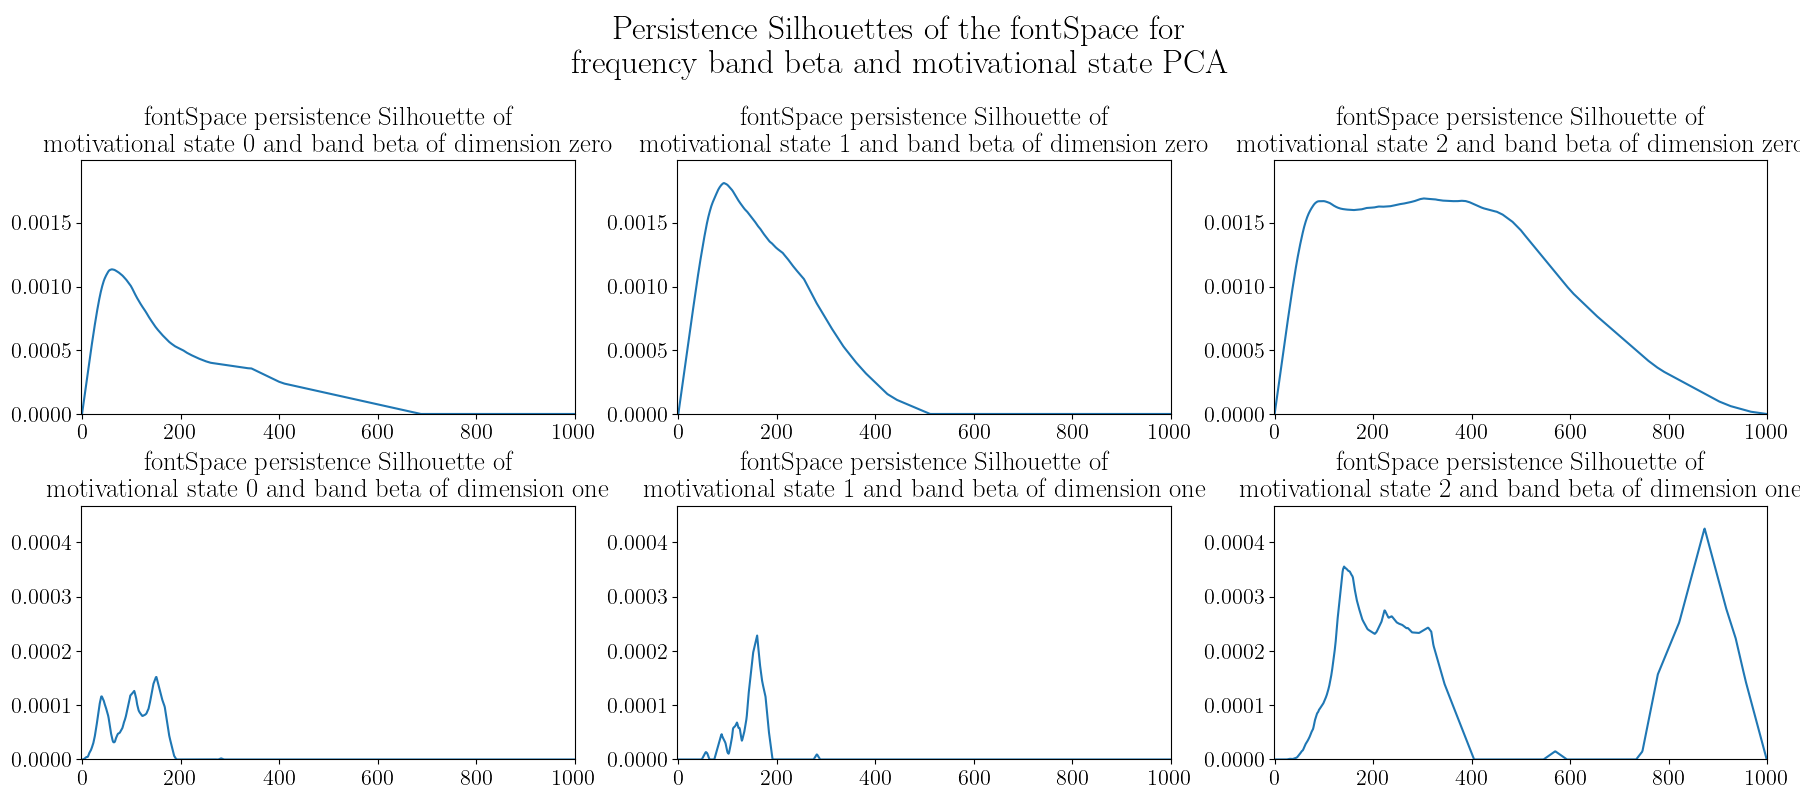 Persistence Silhouettes of the fontSpace for
frequency band beta and motivational state PCA
fontSpace persistence Silhouette of
motivational state 0 and band beta of dimension zero
0.0015
0.0010
0.0005
0.0000
0 200 400 600 800 1000
fontSpace persistence Silhouette of
motivational state 1 and band beta of dimension zero
0.0015
0.0010
0.0005
0.0000
0 200 400 600 800 1000
fontSpace persistence Silhouette of
motivational state 2 and band beta of dimension zero
0.0015
0.0010
0.0005
0.0000
0 200 400 600 800 1000
fontSpace persistence Silhouette of
motivational state 0 and band beta of dimension one
0.0004
0.0003
0.0002
0.0001
0.0000
0 200 400 600 800 1000
fontSpace persistence Silhouette of
motivational state 1 and band beta of dimension one
0.0004
0.0003
0.0002
0.0001
0.0000
0 200 400 600 800 1000
fontSpace persistence Silhouette of
motivational state 2 and band beta of dimension one
0.0004
0.0003
0.0002
0.0001
0.0000
0 200 400 600 800 1000